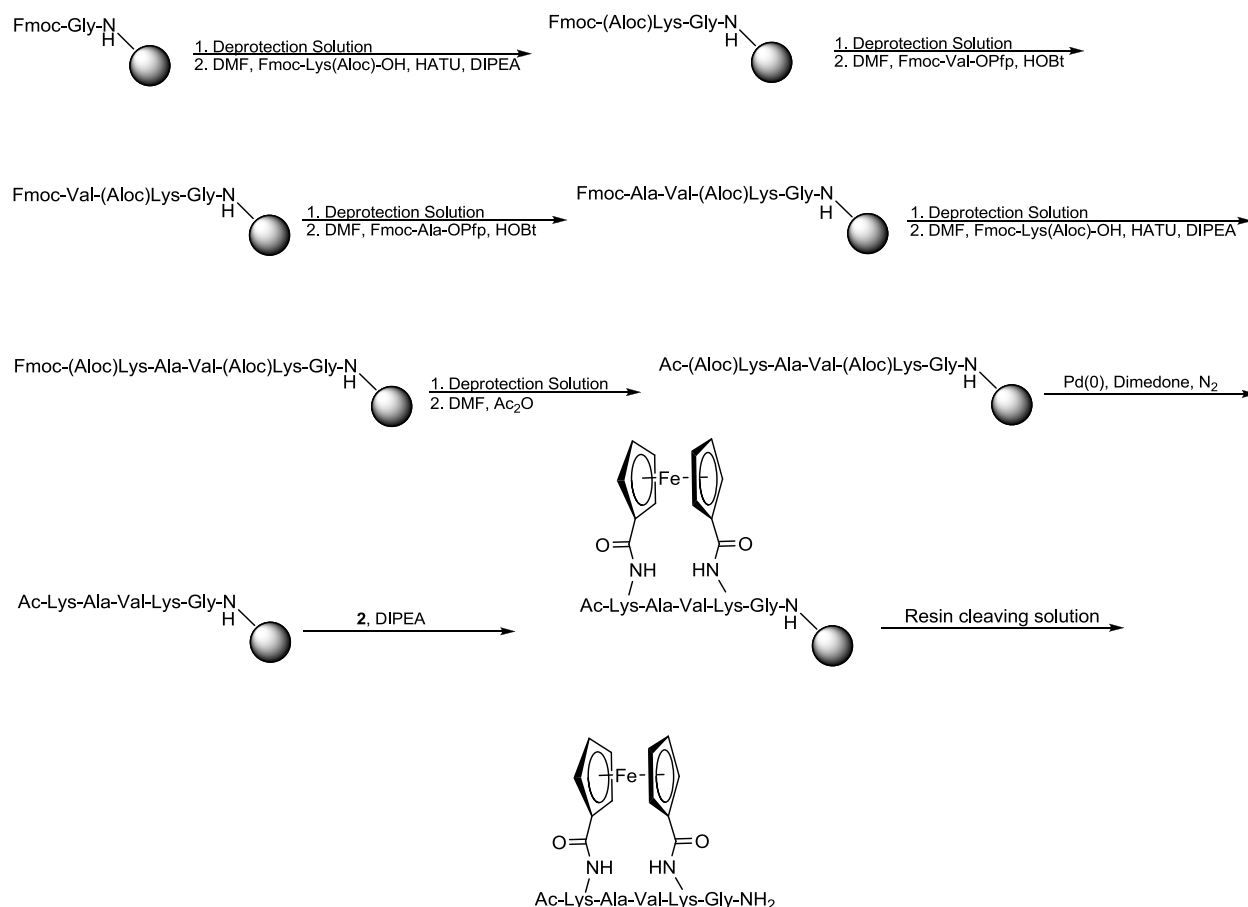 Fmoc-Gly-N
H
1. Deprotection Solution
2. DMF, Fmoc-Lys(Aloc)-OH, HATU, DIPEA
Fmoc-(Aloc)Lys-Gly-N
H
1. Deprotection Solution
2. DMF, Fmoc-Val-OPfp, HOBt
Fmoc-Val-(Aloc)Lys-Gly-N
H
1. Deprotection Solution
2. DMF, Fmoc-Ala-OPfp, HOBt
Fmoc-Ala-Val-(Aloc)Lys-Gly-N
H
1. Deprotection Solution
2. DMF, Fmoc-Lys(Aloc)-OH, HATU, DIPEA
Fmoc-(Aloc)Lys-Ala-Val-(Aloc)Lys-Gly-N
H
1. Deprotection Solution
2. DMF, Ac₂O
Ac-(Aloc)Lys-Ala-Val-(Aloc)Lys-Gly-N
H
Pd(0), Dimedone, N₂
Ac-Lys-Ala-Val-Lys-Gly-N
H
2, DIPEA
Fe
O O
NH HN
Ac-Lys-Ala-Val-Lys-Gly-N
H
Resin cleaving solution
Fe
O O
NH HN
Ac-Lys-Ala-Val-Lys-Gly-NH₂